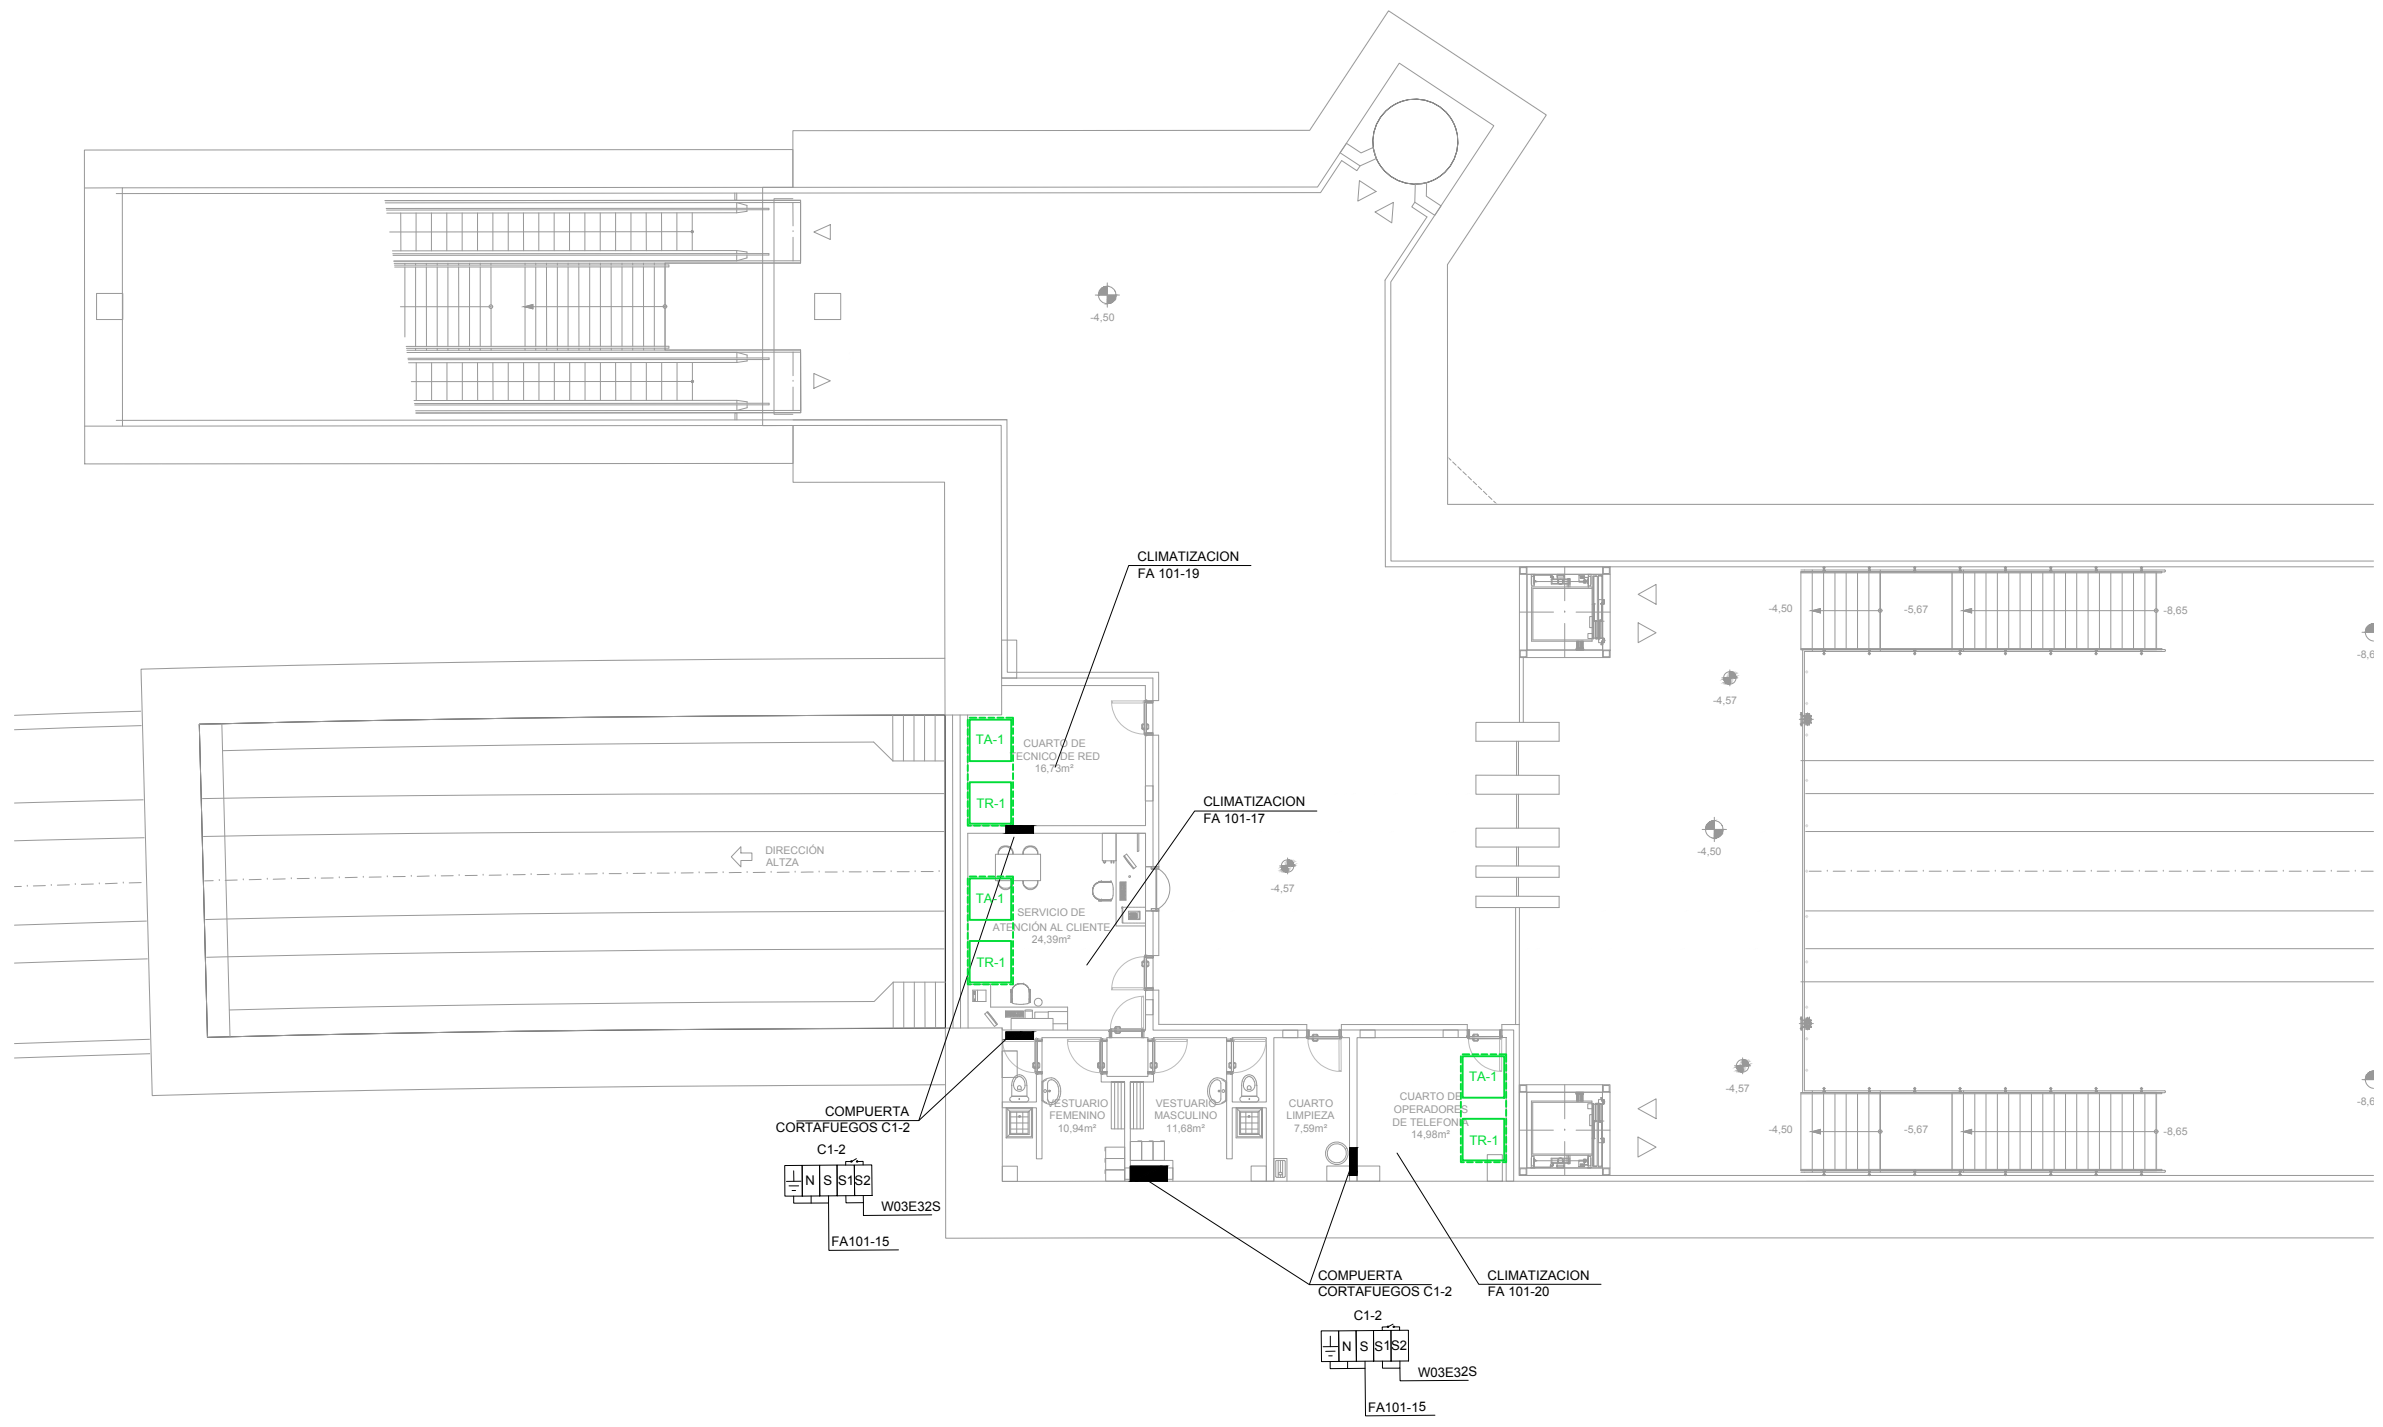 -4,50
CLIMATIZACION
FA 101-19
-4,50
-5,67
-8,65
-4,57
TA-1
CUARTO DE
TECNICO DE RED
16,73m²
TR-1
CLIMATIZACION
FA 101-17
-4,50
DIRECCIÓN
ALTZA
-4,57
TA-1
SERVICIO DE
ATENCIÓN AL CLIENTE
24,39m²
TR-1
-4,57
TA-1
TR-1
VESTUARIO
FEMENINO
10,94m²
VESTUARIO
MASCULINO
11,68m²
CUARTO
LIMPIEZA
7,59m²
CUARTO DE
OPERADORES
DE TELEFONIA
14,98m²
-4,50
-5,67
-8,65
COMPUERTA
CORTAFUEGOS C1-2
C1-2
N S S1 S2
W03E32S
FA101-15
COMPUERTA
CORTAFUEGOS C1-2
CLIMATIZACION
FA 101-20
C1-2
N S S1 S2
W03E32S
FA101-15